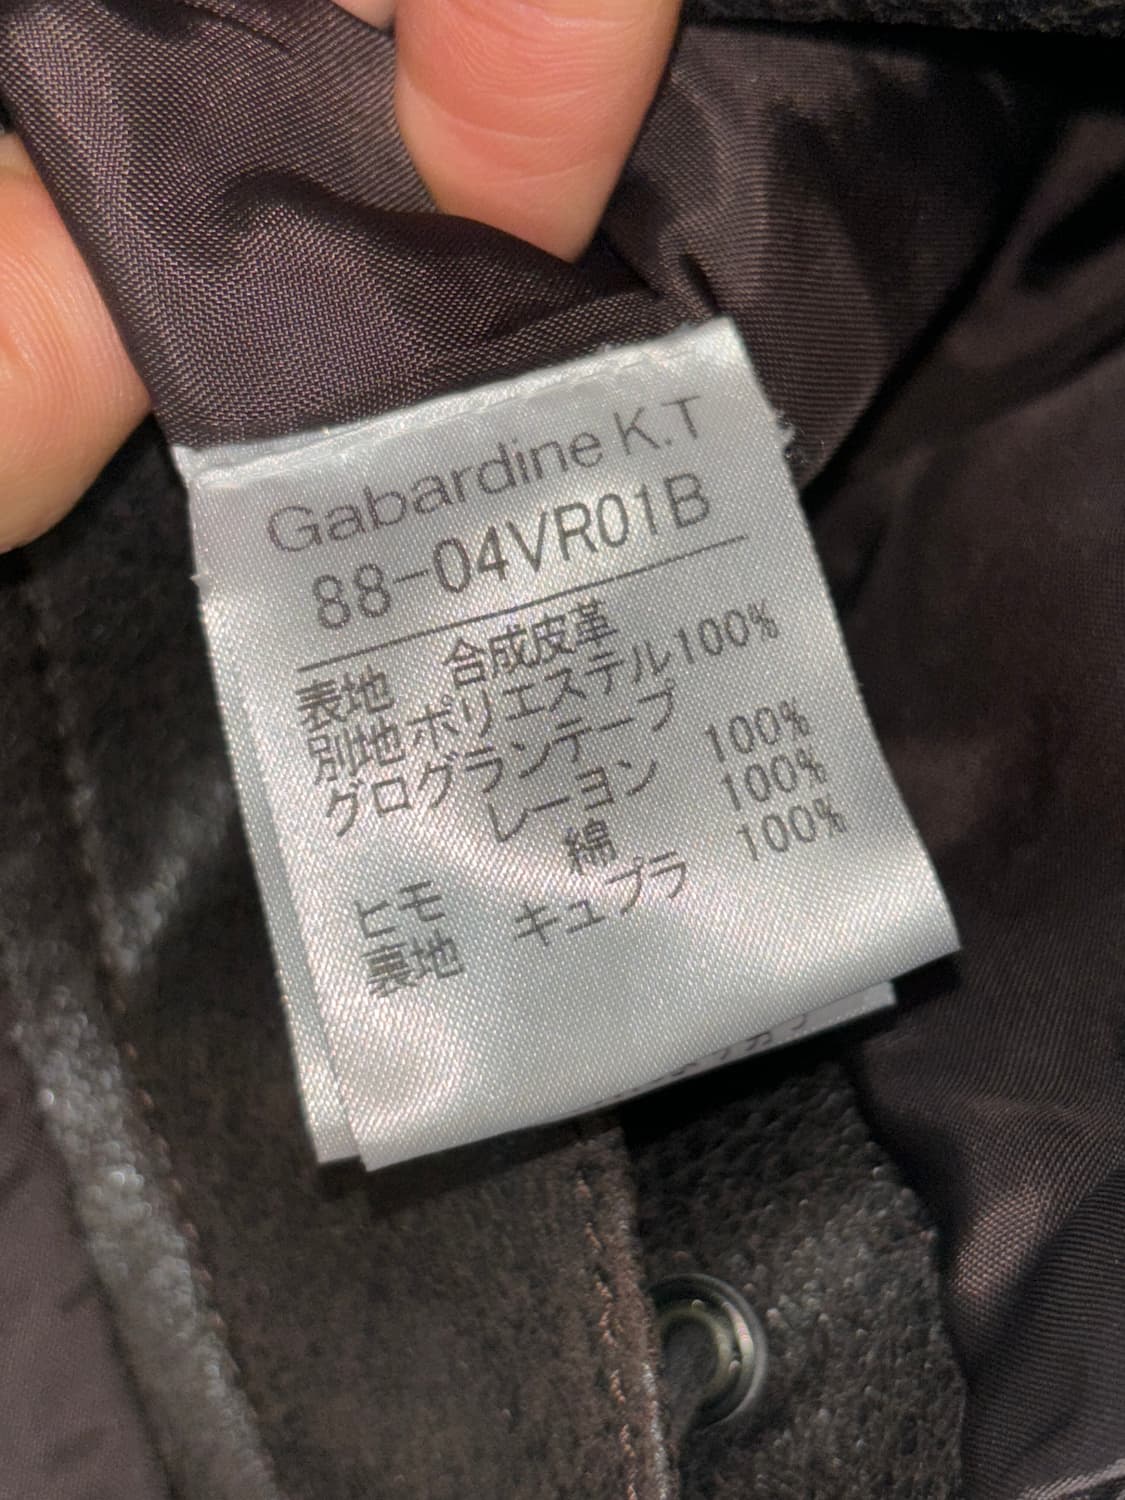 Gabardine K.T
88-04VR01B
表地 合成皮革
別地 ポリエステル100%
グログランテープ
レーヨン 100%
ヒモ 綿 100%
裏地 キュプラ 100%